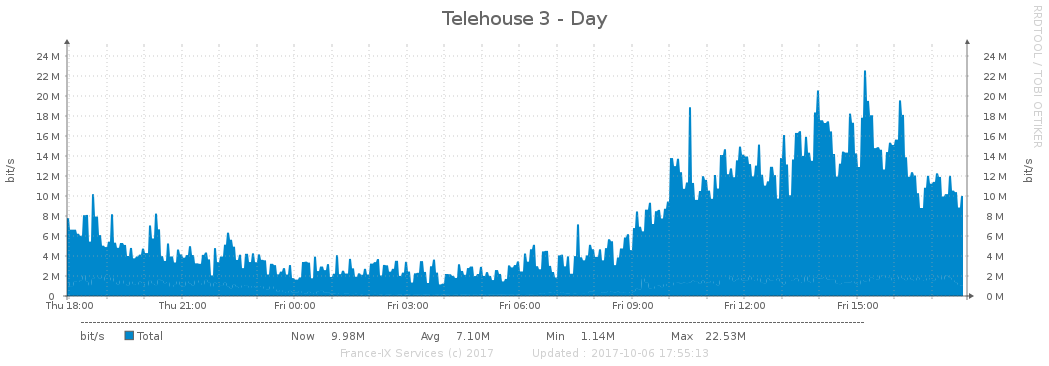 Telehouse 3 - Day
RRDTOOL / TOBI OETIKER
bit/s
24 M 24 M
22 M 22 M
20 M 20 M
18 M 18 M
16 M 16 M
14 M 14 M
12 M 12 M
10 M 10 M
8 M 8 M
6 M 6 M
4 M 4 M
2 M 2 M
0 0 M
bit/s
Thu 18:00 Thu 21:00 Fri 00:00 Fri 03:00 Fri 06:00 Fri 09:00 Fri 12:00 Fri 15:00
bit/s Total Now 9.98M Avg 7.10M Min 1.14M Max 22.53M
France-IX Services (c) 2017 Updated : 2017-10-06 17:55:13